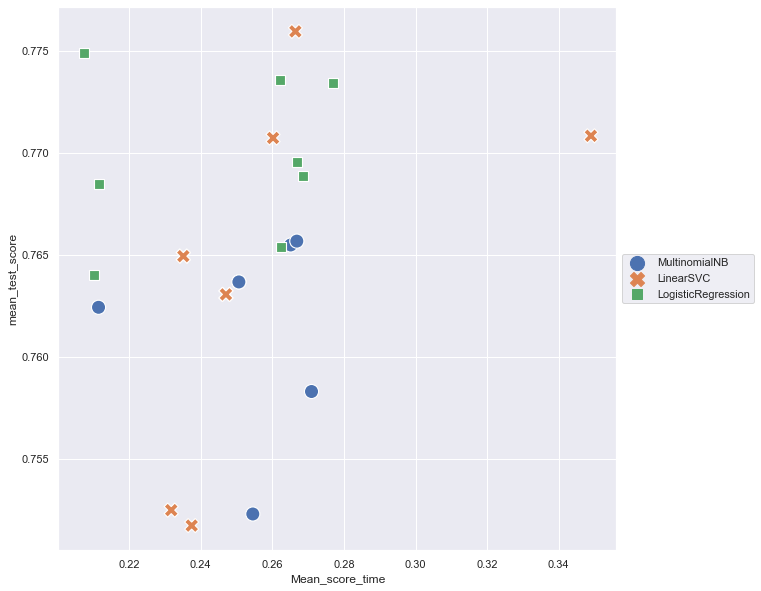 0.775
0.770
0.765
0.760
0.755
mean_test_score
0.22
0.24
0.26
0.28
0.30
0.32
0.34
Mean_score_time
MultinomialNB
LinearSVC
LogisticRegression